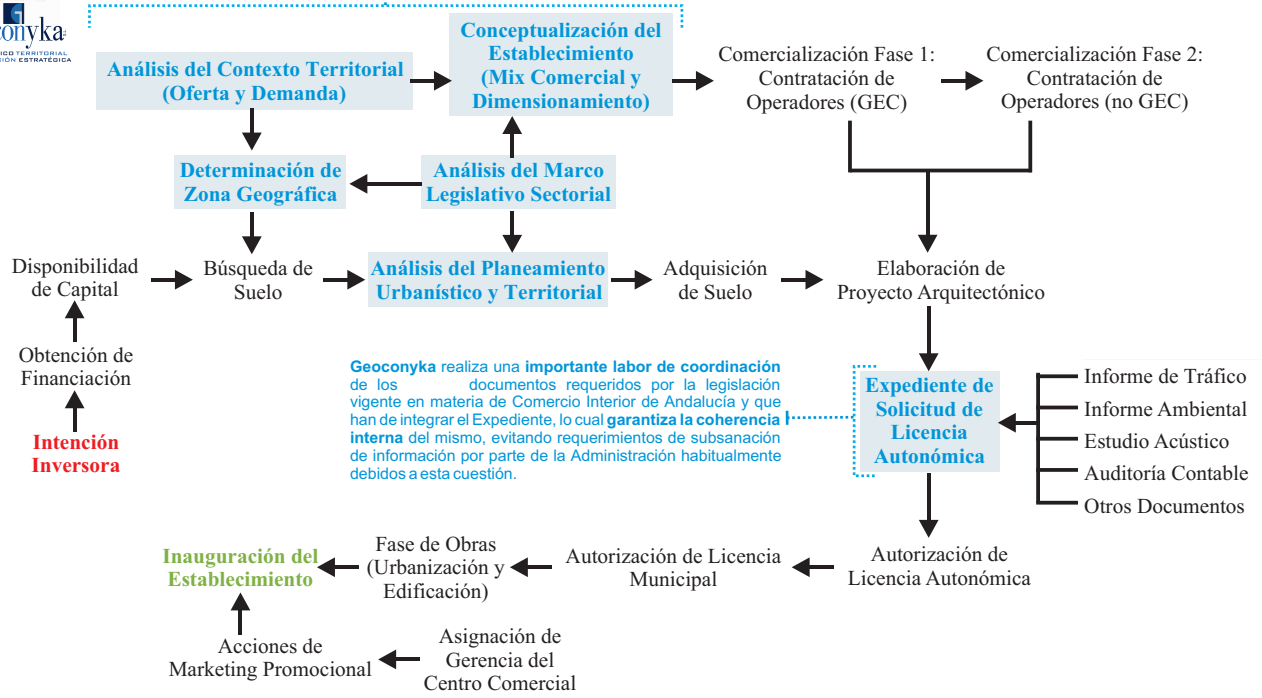 conyka
ICO TERRITORIAL
CIÓN ESTRATÉGICA
Análisis del Contexto Territorial
(Oferta y Demanda)
Conceptualización del
Establecimiento
(Mix Comercial y
Dimensionamiento)
Comercialización Fase 1:
Contratación de
Operadores (GEC)
Comercialización Fase 2:
Contratación de
Operadores (no GEC)
Determinación de
Zona Geográfica
Análisis del Marco
Legislativo Sectorial
Disponibilidad
de Capital
Búsqueda de
Suelo
Análisis del Planeamiento
Urbanístico y Territorial
Adquisición
de Suelo
Elaboración de
Proyecto Arquitectónico
Obtención de
Financiación
Intención
Inversora
Geoconyka realiza una importante labor de coordinación
de los documentos requeridos por la legislación
vigente en materia de Comercio Interior de Andalucía y que
han de integrar el Expediente, lo cual garantiza la coherencia
interna del mismo, evitando requerimientos de subsanación
de información por parte de la Administración habitualmente
debidos a esta cuestión.
Expediente de
Solicitud de
Licencia
Autonómica
Informe de Tráfico
Informe Ambiental
Estudio Acústico
Auditoría Contable
Otros Documentos
Inauguración del
Establecimiento
Fase de Obras
(Urbanización y
Edificación)
Autorización de Licencia
Municipal
Autorización de
Licencia Autonómica
Acciones de
Marketing Promocional
Asignación de
Gerencia del
Centro Comercial